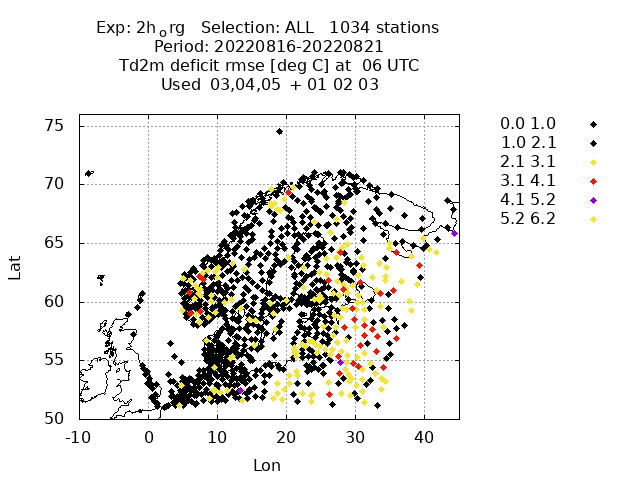 Exp: 2horg   Selection: ALL   1034 stations
Period: 20220816-20220821
Td2m deficit rmse [deg C] at  06 UTC
Used  03,04,05  + 01 02 03
75
70
65
60
55
50
Lat
-10 0 10 20 30 40
Lon
0.0 1.0
1.0 2.1
2.1 3.1
3.1 4.1
4.1 5.2
5.2 6.2